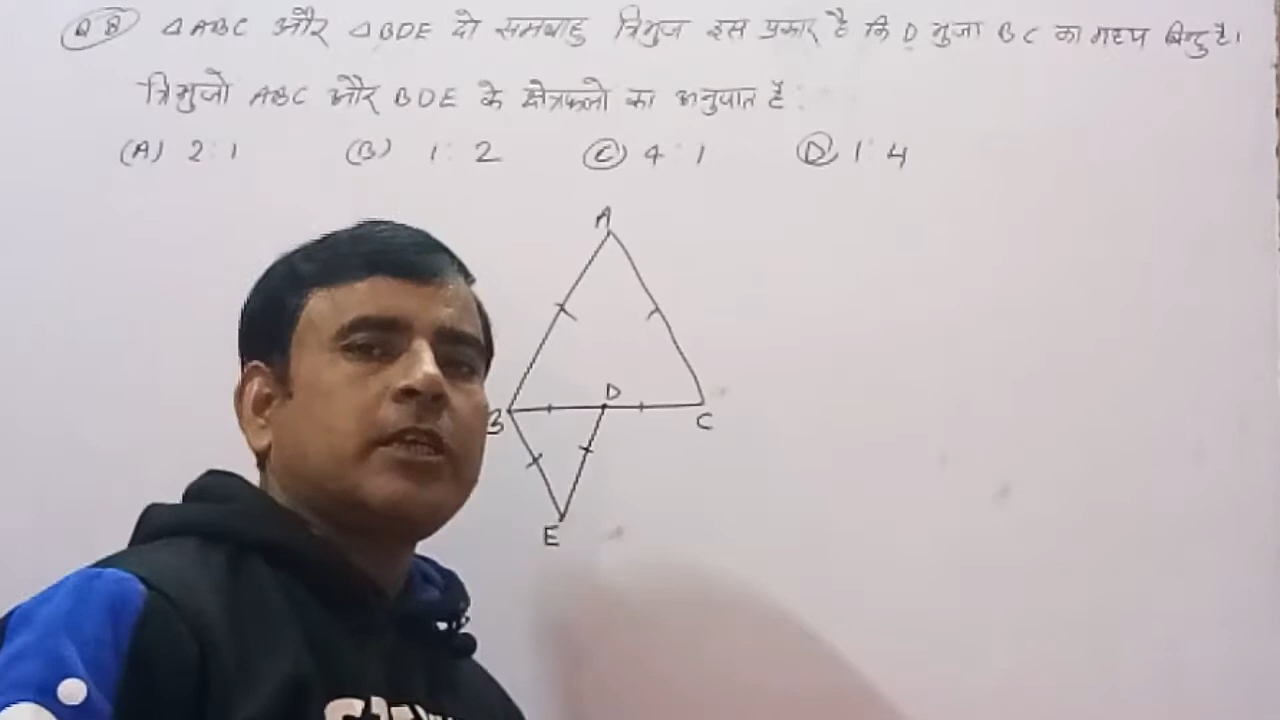 Q 8 △ABC और △BDE दो समबाहु त्रिभुज इस प्रकार है कि D भुजा BC का मध्य बिन्दु है।
त्रिभुजो ABC और BDE के क्षेत्रफलो का अनुपात है:
(A) 2:1 (B) 1:2 (C) 4:1 (D) 1:4
A
B D C
E